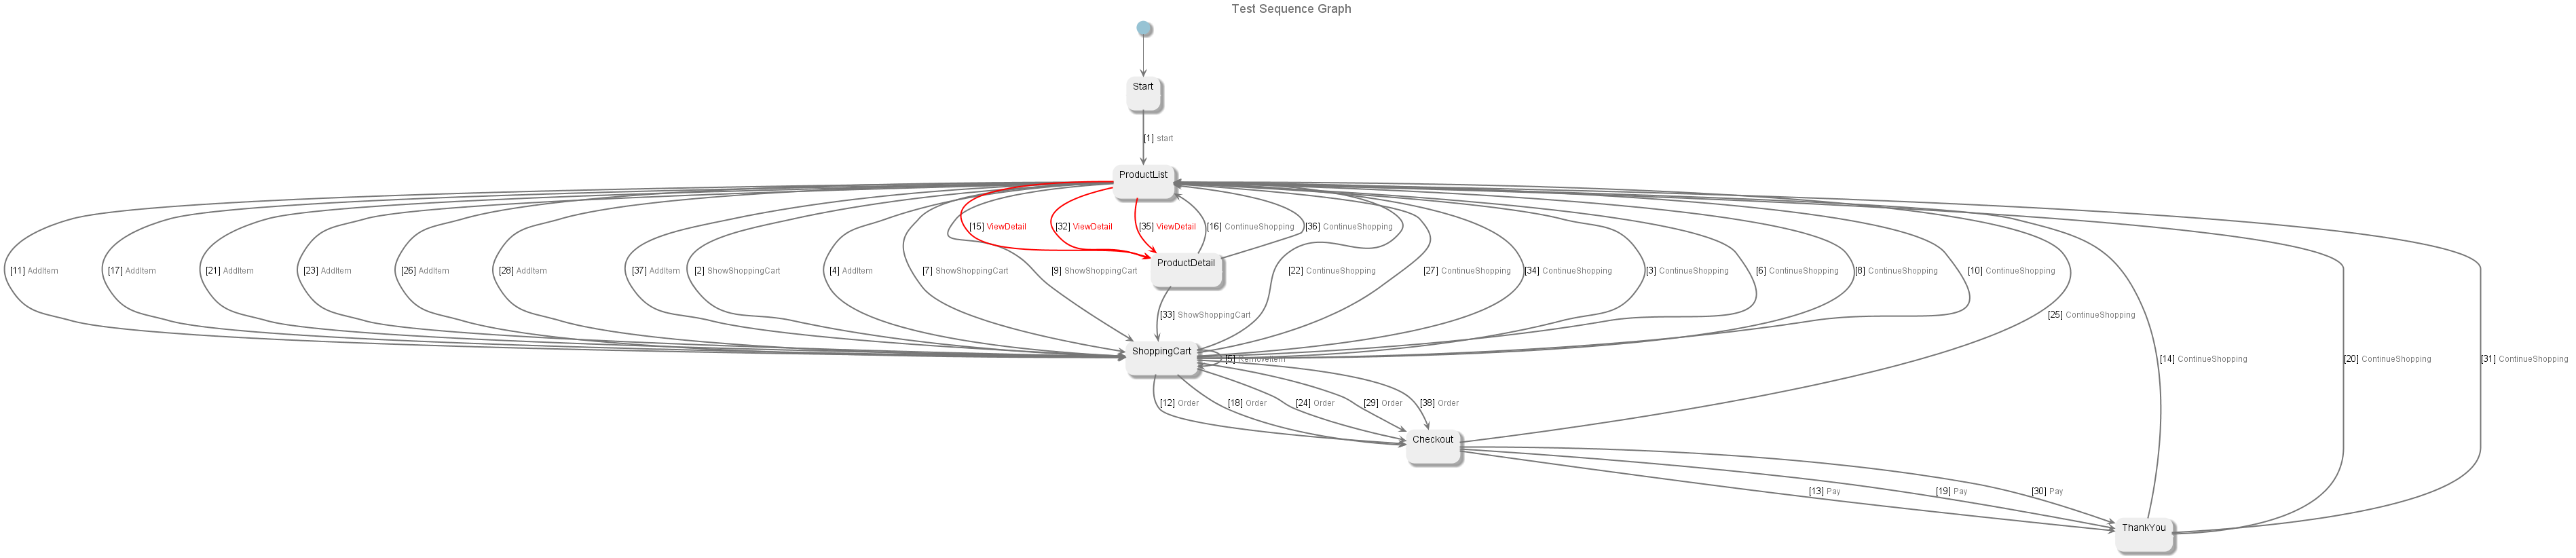 Test Sequence Graph
Start
[1] start
ProductList
[15] ViewDetail
[32] ViewDetail
[35] ViewDetail
[16] ContinueShopping
[36] ContinueShopping
ProductDetail
[11] AddItem
[17] AddItem
[21] AddItem
[23] AddItem
[26] AddItem
[28] AddItem
[37] AddItem
[2] ShowShoppingCart
[4] AddItem
[7] ShowShoppingCart
[9] ShowShoppingCart
[22] ContinueShopping
[27] ContinueShopping
[34] ContinueShopping
[3] ContinueShopping
[6] ContinueShopping
[8] ContinueShopping
[10] ContinueShopping
[33] ShowShoppingCart
[25] ContinueShopping
ShoppingCart
[5] RemoveItem
[14] ContinueShopping
[20] ContinueShopping
[31] ContinueShopping
[12] Order
[18] Order
[24] Order
[29] Order
[38] Order
Checkout
[13] Pay
[19] Pay
[30] Pay
ThankYou